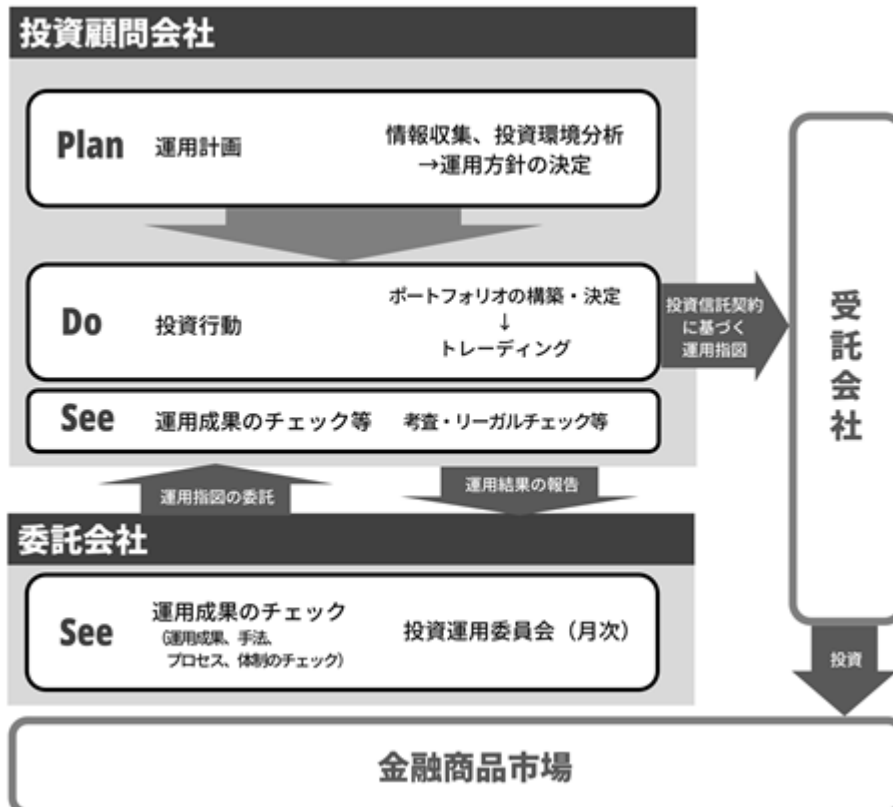 投資顧問会社
Plan 運用計画 情報収集、投資環境分析
→運用方針の決定
Do 投資行動 ポートフォリオの構築・決定
↓
トレーディング
投資信託契約
に基づく
運用指図
受託会社
See 運用成果のチェック等 考査・リーガルチェック等
運用指図の委託
運用結果の報告
委託会社
See 運用成果のチェック
(運用成果、手法、
プロセス、体制のチェック)
投資運用委員会(月次)
投資
金融商品市場